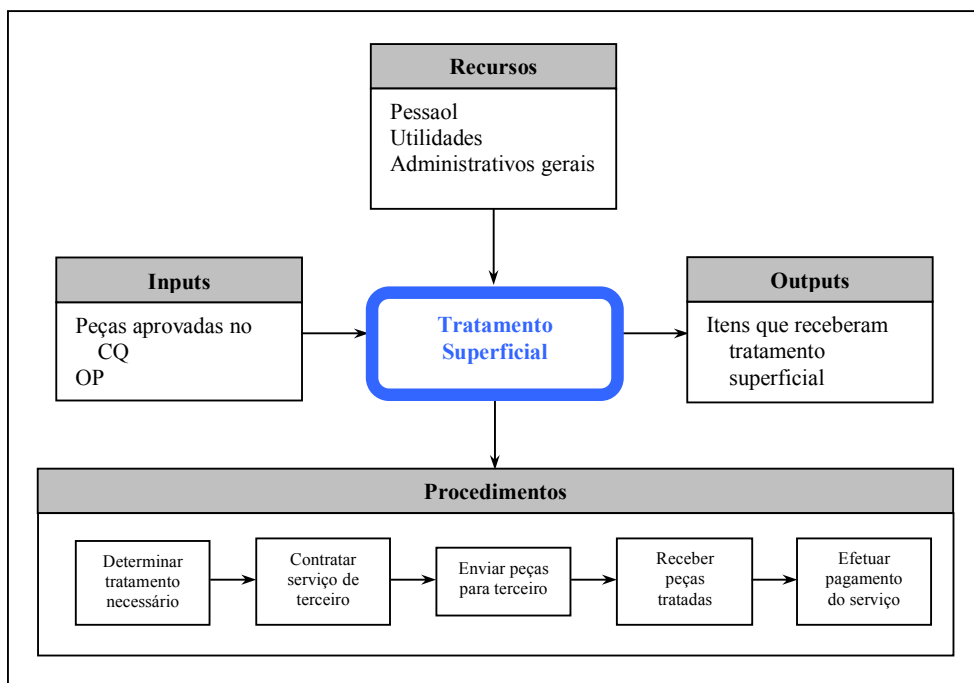 Recursos
Pessaol
Utilidades
Administrativos gerais
Inputs
Peças aprovadas no
CQ
OP
Tratamento
Superficial
Outputs
Itens que receberam
tratamento
superficial
Procedimentos
Determinar
tratamento
necessário
Contratar
serviço de
terceiro
Enviar peças
para terceiro
Receber
peças
tratadas
Efetuar
pagamento
do serviço